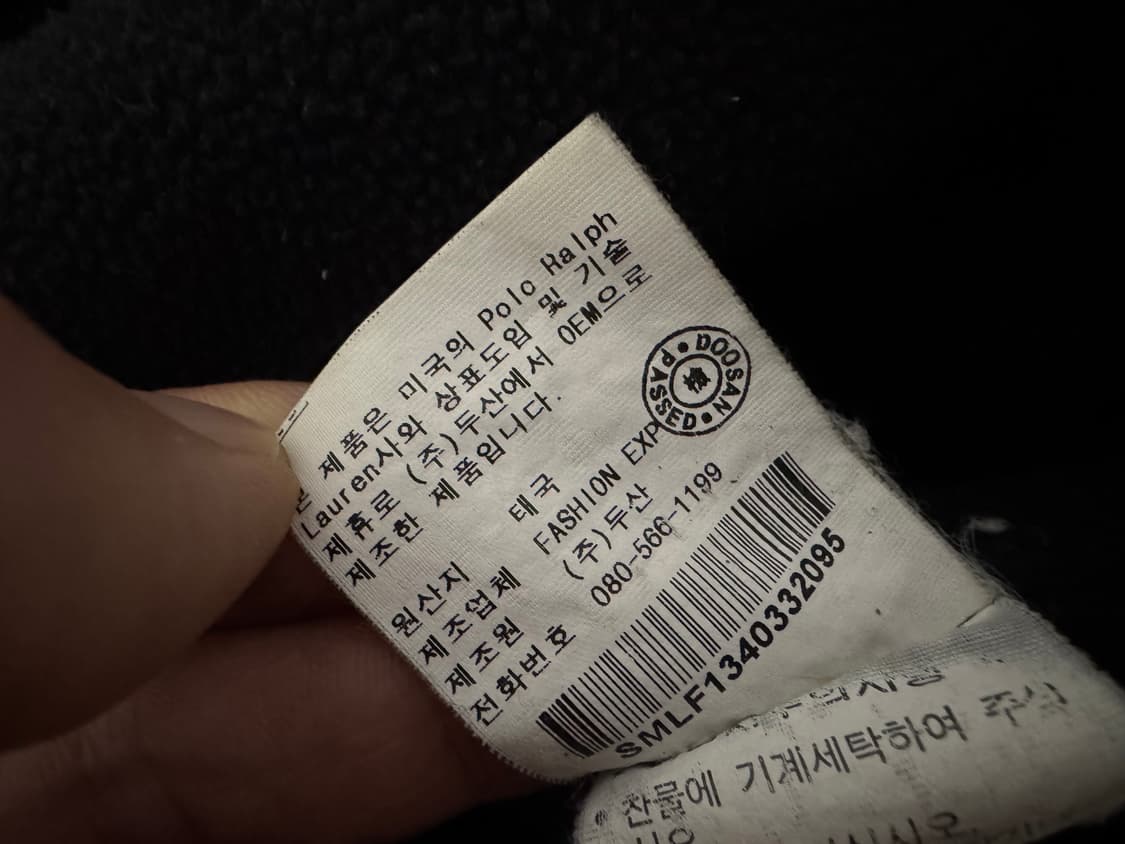 본 제품은 미국의 Polo Ralph
Lauren사와 상표도입 및 기술
제휴로 (주)두산에서 OEM으로
제조한 제품입니다.
원산지 태국
제조업체 FASHION EXP
제조원 (주)두산
전화번호 080-566-1199
DOOSAN
PASSED
檢
SMLF1340332095
찬물에 기계세탁하여